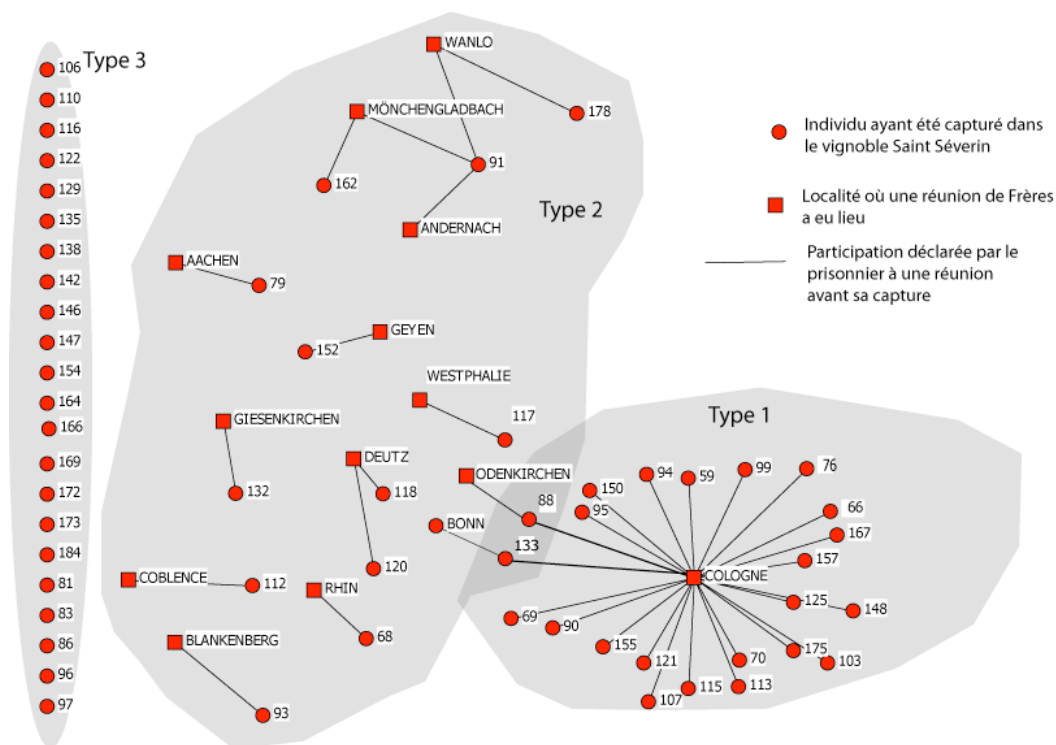 Type 3
106
110
116
122
129
135
138
142
146
147
154
164
166
169
172
173
184
81
83
86
96
97
Type 2
WANLO
178
MÖNCHENGLADBACH
91
162
ANDERNACH
AACHEN
79
GEYEN
152
WESTPHALIE
117
GIESENKIRCHEN
132
DEUTZ
118
120
ODENKIRCHEN
88
BONN
133
COBLENCE
112
RHIN
68
BLANKENBERG
93
Type 1
94
59
99
76
150
95
66
167
157
COLOGNE
125
148
69
90
155
121
70
175
103
107
115
113
Individu ayant été capturé dans
le vignoble Saint Séverin
Localité où une réunion de Frères
a eu lieu
Participation déclarée par le
prisonnier à une réunion
avant sa capture